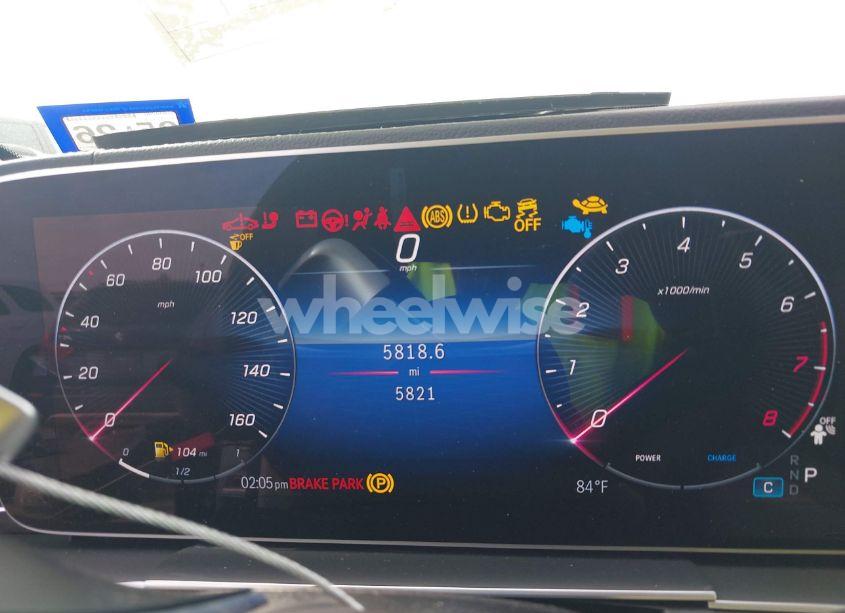 ABS
OFF
OFF
0
mph
60
80
100
40
mph
120
20
140
0
160
0
104 mi
1
1/2
wheelwise
5818.6
mi
5821
4
3
5
x1000/min
2
6
1
7
0
8
POWER
CHARGE
OFF
R
N
D
P
C
02:05 pm BRAKE PARK P
84°F